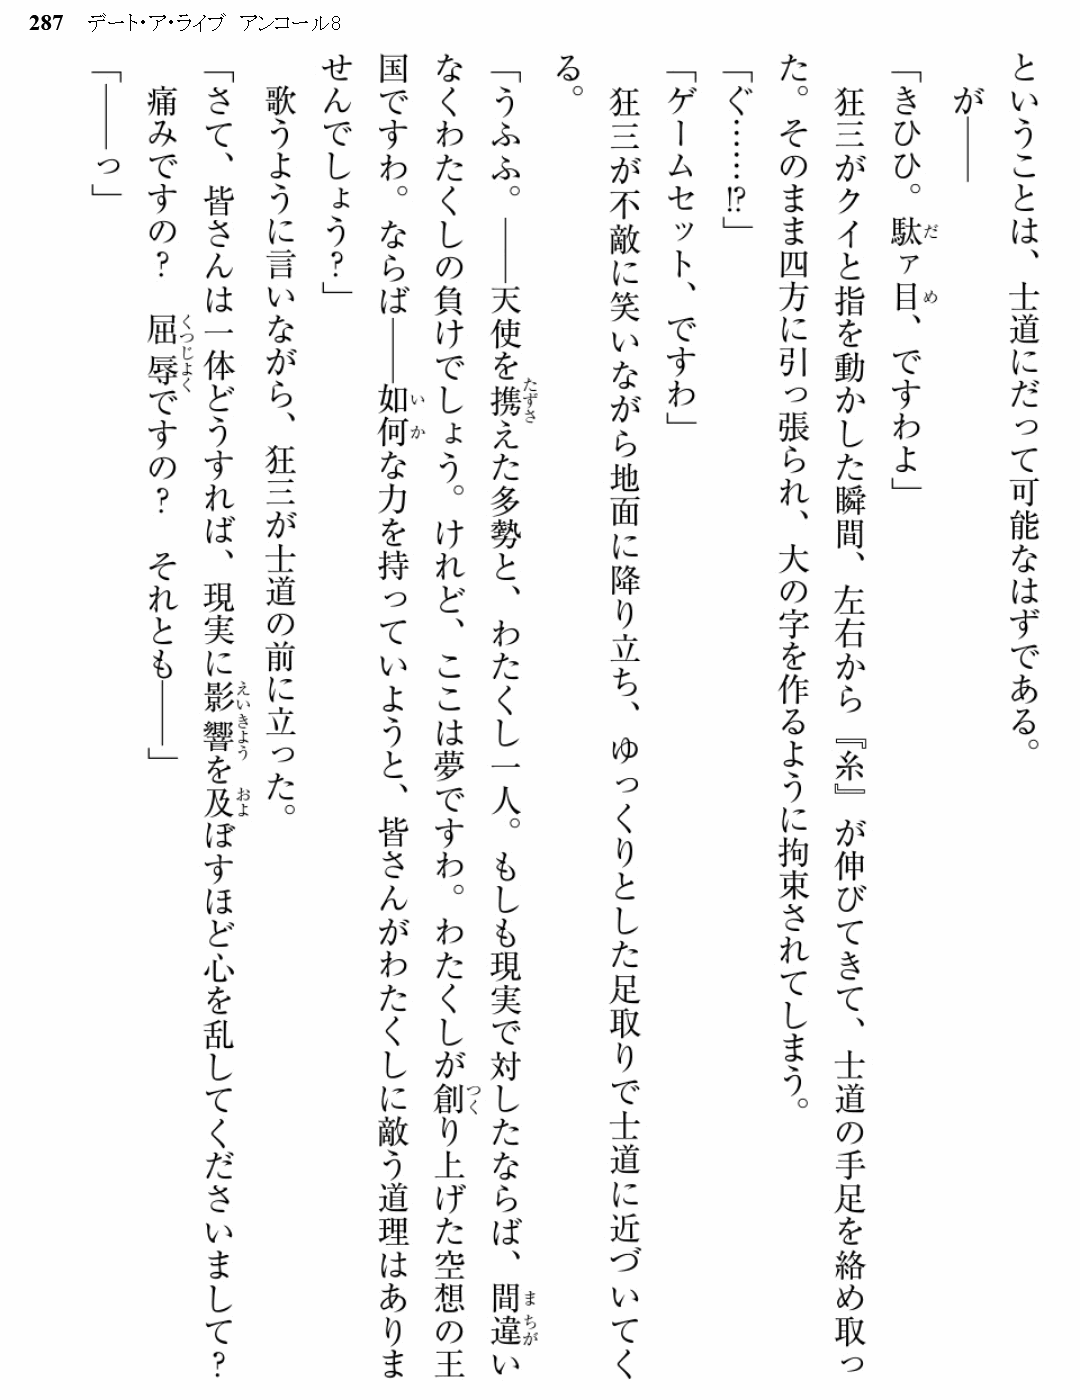 287 デート・ア・ライブ アンコール8
ということは、士道にだって可能なはずである。
が――
「きひひ。駄ァ目、ですわよ」
狂三がクイと指を動かした瞬間、左右から『糸』が伸びてきて、士道の手足を絡め取っ
た。そのまま四方に引っ張られ、大の字を作るように拘束されてしまう。
「ぐ……!?」
「ゲームセット、ですわ」
狂三が不敵に笑いながら地面に降り立ち、ゆっくりとした足取りで士道に近づいてく
る。
「うふふ。――天使を携えた多勢と、わたくし一人。もしも現実で対したならば、間違い
なくわたくしの負けでしょう。けれど、ここは夢ですわ。わたくしが創り上げた空想の王
国ですわ。ならば――如何な力を持っていようと、皆さんがわたくしに敵う道理はありま
せんでしょう?」
歌うように言いながら、狂三が士道の前に立った。
「さて、皆さんは一体どうすれば、現実に影響を及ぼすほど心を乱してくださいまして?
痛みですの? 屈辱ですの? それとも――」
「――っ」